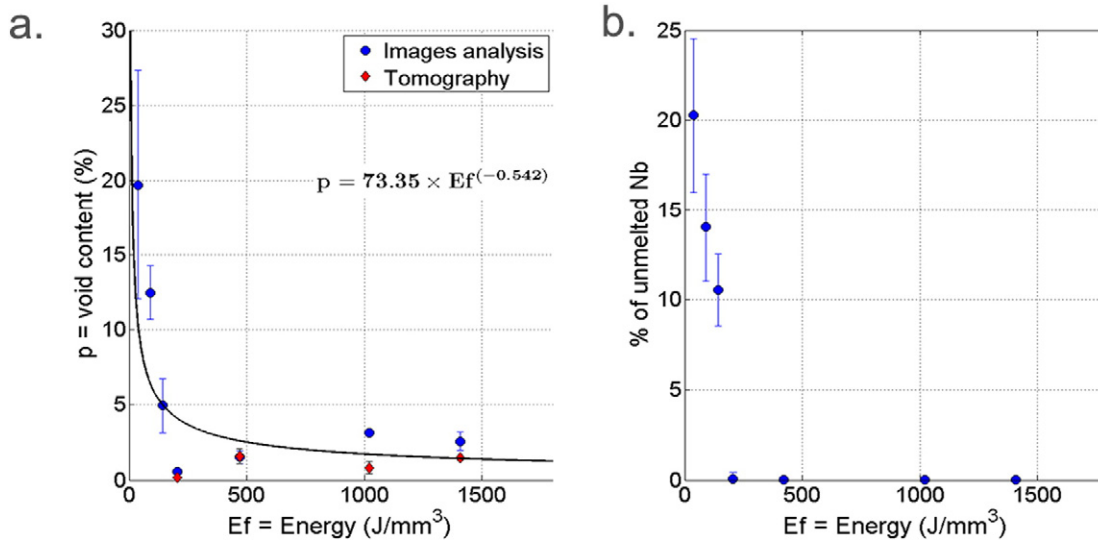 a.
30
25
20
15
10
5
0
p = void content (%)
Images analysis
Tomography
p = 73.35 × Ef^(−0.542)
0 500 1000 1500
Ef = Energy (J/mm³)
b.
25
20
15
10
5
0
% of unmelted Nb
0 500 1000 1500
Ef = Energy (J/mm³)